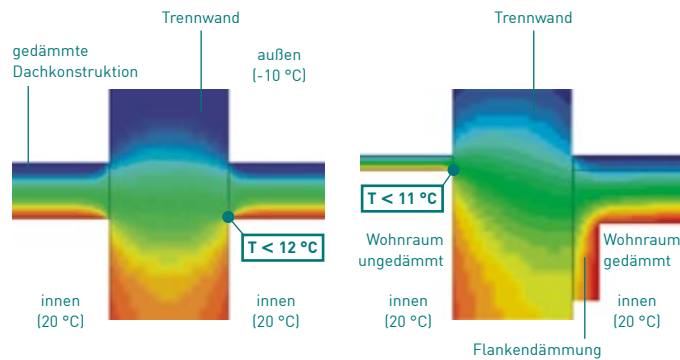 Trennwand
gedämmte
Dachkonstruktion
außen
(-10 °C)
T < 12 °C
innen
(20 °C)
innen
(20 °C)
Trennwand
T < 11 °C
Wohnraum
ungedämmt
Wohnraum
gedämmt
innen
(20 °C)
innen
(20 °C)
Flankendämmung